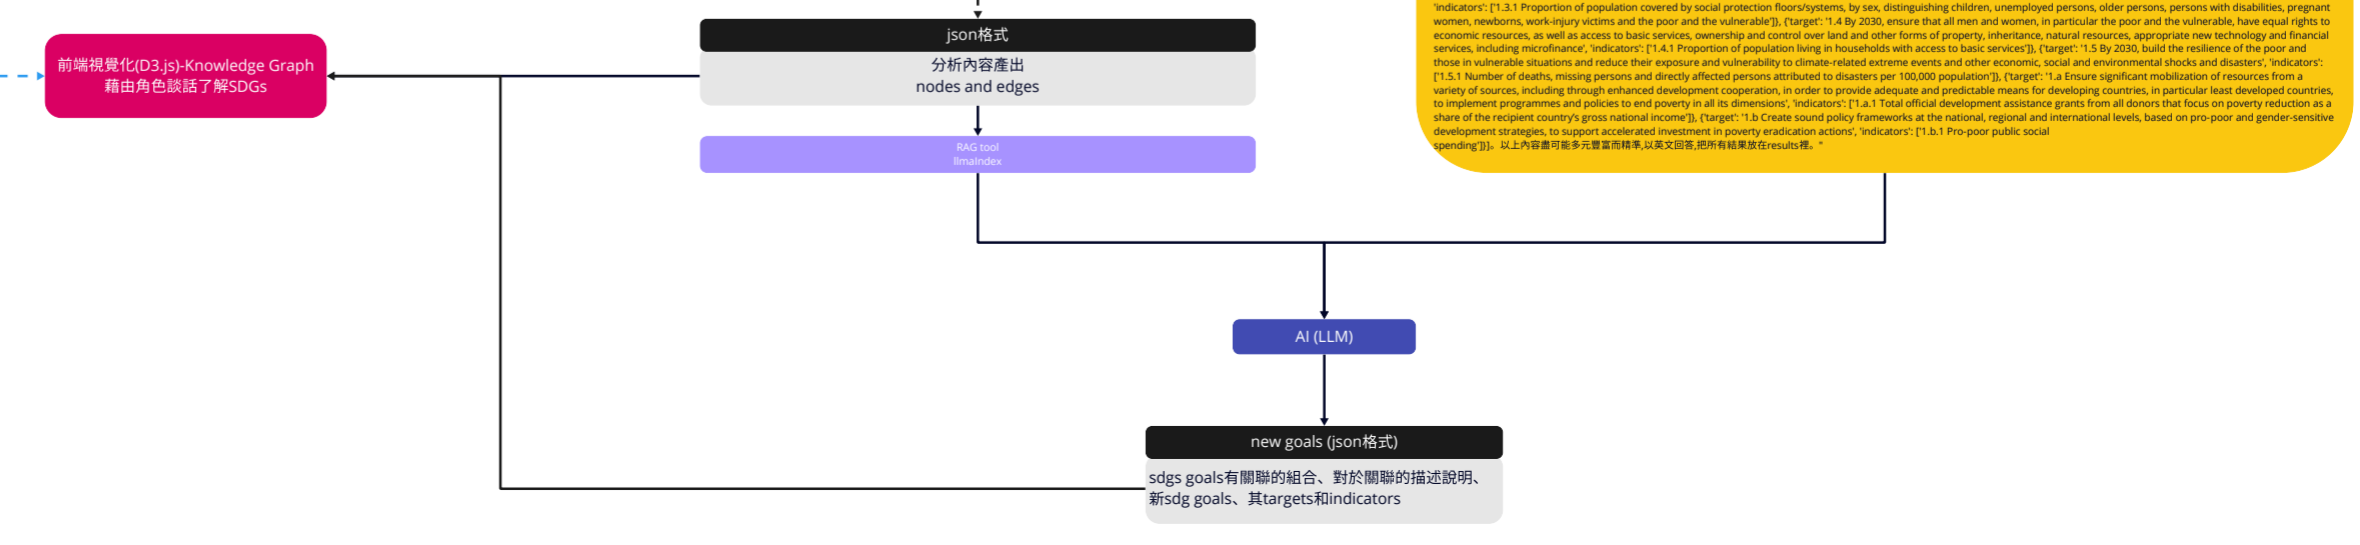 前端視覺化(D3.js)-Knowledge Graph
藉由角色談話了解SDGs
json格式
分析內容產出
nodes and edges
RAG tool
llmaIndex
'indicators': ['1.3.1 Proportion of population covered by social protection floors/systems, by sex, distinguishing children, unemployed persons, older persons, persons with disabilities, pregnant
women, newborns, work-injury victims and the poor and the vulnerable']}, {'target': '1.4 By 2030, ensure that all men and women, in particular the poor and the vulnerable, have equal rights to
economic resources, as well as access to basic services, ownership and control over land and other forms of property, inheritance, natural resources, appropriate new technology and financial
services, including microfinance', 'indicators': ['1.4.1 Proportion of population living in households with access to basic services']}, {'target': '1.5 By 2030, build the resilience of the poor and
those in vulnerable situations and reduce their exposure and vulnerability to climate-related extreme events and other economic, social and environmental shocks and disasters', 'indicators':
['1.5.1 Number of deaths, missing persons and directly affected persons attributed to disasters per 100,000 population']}, {'target': '1.a Ensure significant mobilization of resources from a
variety of sources, including through enhanced development cooperation, in order to provide adequate and predictable means for developing countries, in particular least developed countries,
to implement programmes and policies to end poverty in all its dimensions', 'indicators': ['1.a.1 Total official development assistance grants from all donors that focus on poverty reduction as a
share of the recipient country's gross national income']}, {'target': '1.b Create sound policy frameworks at the national, regional and international levels, based on pro-poor and gender-sensitive
development strategies, to support accelerated investment in poverty eradication actions', 'indicators': ['1.b.1 Pro-poor public social
spending']}]。以上內容盡可能多元豐富而精準,以英文回答,把所有結果放在results裡。"
AI (LLM)
new goals (json格式)
sdgs goals有關聯的組合、對於關聯的描述說明、
新sdg goals、其targets和indicators